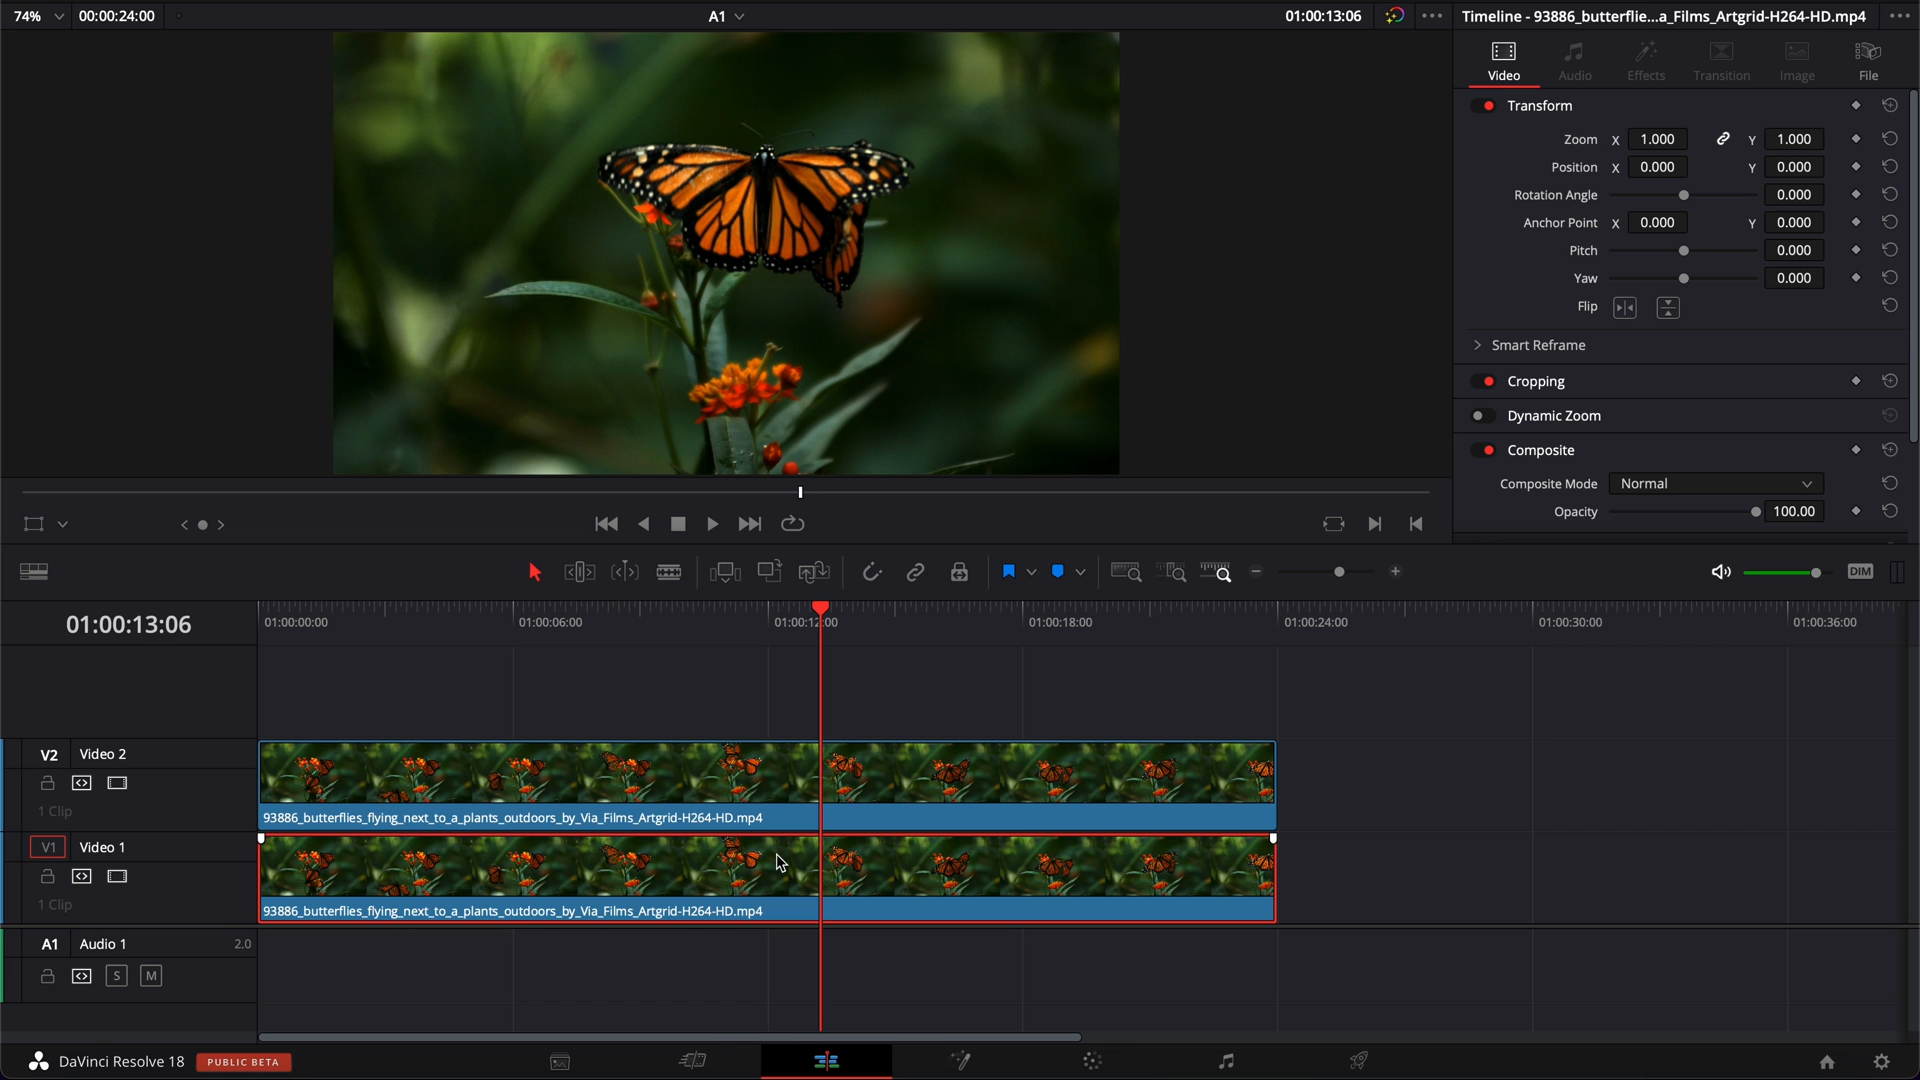 74%
00:00:24:00
A1
01:00:13:06
Timeline - 93886_butterflie...a_Films_Artgrid-H264-HD.mp4
Video
Audio
Effects
Transition
Image
File
Transform
Zoom X 1.000 Y 1.000
Position X 0.000 Y 0.000
Rotation Angle 0.000
Anchor Point X 0.000 Y 0.000
Pitch 0.000
Yaw 0.000
Flip
Smart Reframe
Cropping
Dynamic Zoom
Composite
Composite Mode Normal
Opacity 100.00
DIM
01:00:13:06
01:00:00:00
01:00:06:00
01:00:12:00
01:00:18:00
01:00:24:00
01:00:30:00
01:00:36:00
V2 Video 2
1 Clip
93886_butterflies_flying_next_to_a_plants_outdoors_by_Via_Films_Artgrid-H264-HD.mp4
V1 Video 1
1 Clip
93886_butterflies_flying_next_to_a_plants_outdoors_by_Via_Films_Artgrid-H264-HD.mp4
A1 Audio 1 2.0
S M
DaVinci Resolve 18 PUBLIC BETA